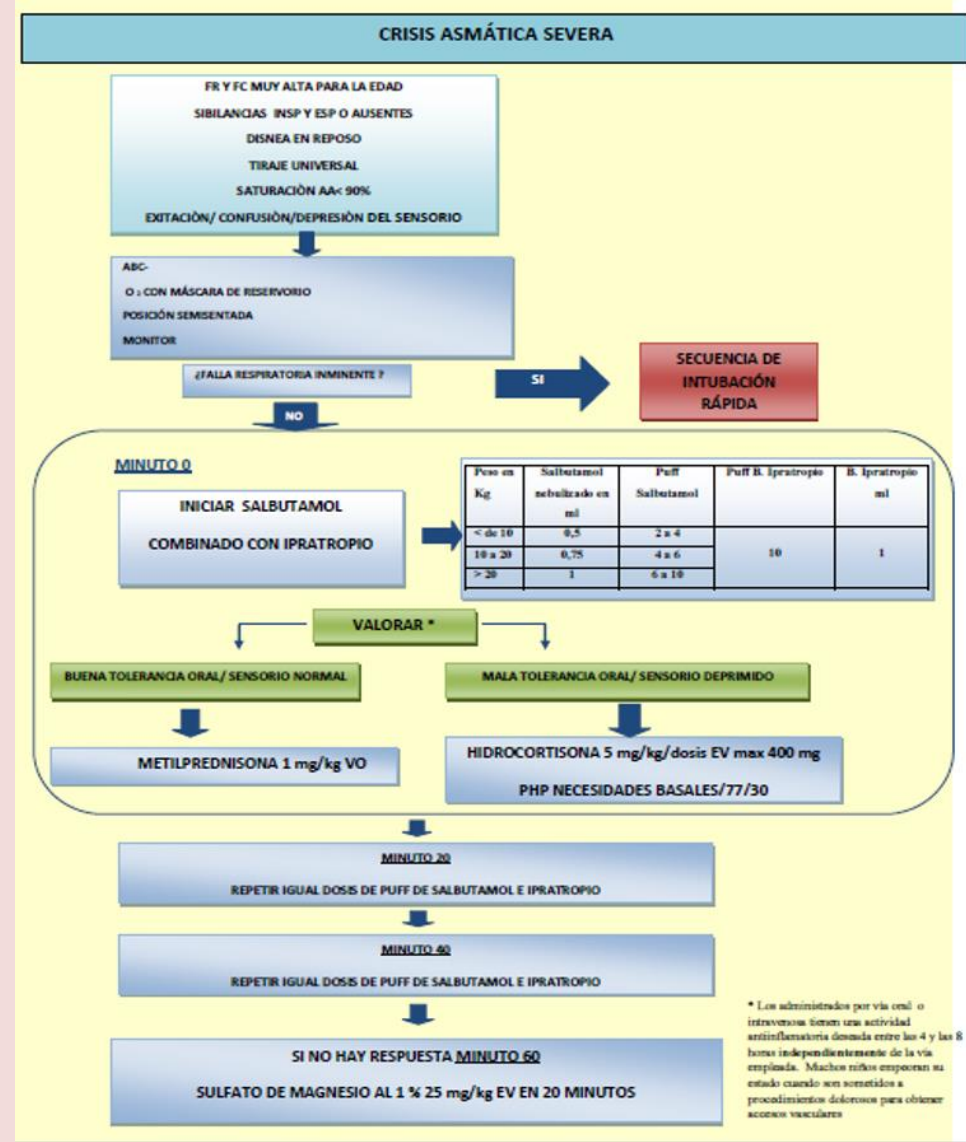 CRISIS ASMÁTICA SEVERA
FR Y FC MUY ALTA PARA LA EDAD
SIBILANCIAS INSP Y ESP O AUSENTES
DISNEA EN REPOSO
TIRAJE UNIVERSAL
SATURACIÒN AA< 90%
EXITACIÒN/ CONFUSIÒN/DEPRESIÒN DEL SENSORIO
ABC-
O 2 CON MÁSCARA DE RESERVORIO
POSICIÓN SEMISENTADA
MONITOR
¿FALLA RESPIRATORIA INMINENTE ?
SI
SECUENCIA DE
INTUBACIÓN
RÁPIDA
NO
MINUTO 0
INICIAR SALBUTAMOL
COMBINADO CON IPRATROPIO
Peso en Kg | Salbutamol nebulizado en ml | Puff Salbutamol | Puff B. Ipratropio | B. Ipratropio ml
< de 10 | 0,5 | 2 a 4 | 10 | 1
10 a 20 | 0,75 | 4 a 6
> 20 | 1 | 6 a 10
VALORAR *
BUENA TOLERANCIA ORAL/ SENSORIO NORMAL
MALA TOLERANCIA ORAL/ SENSORIO DEPRIMIDO
METILPREDNISONA 1 mg/kg VO
HIDROCORTISONA 5 mg/kg/dosis EV max 400 mg
PHP NECESIDADES BASALES/77/30
MINUTO 20
REPETIR IGUAL DOSIS DE PUFF DE SALBUTAMOL E IPRATROPIO
MINUTO 40
REPETIR IGUAL DOSIS DE PUFF DE SALBUTAMOL E IPRATROPIO
SI NO HAY RESPUESTA MINUTO 60
SULFATO DE MAGNESIO AL 1 % 25 mg/kg EV EN 20 MINUTOS
* Los administrados por vía oral o
intravenosa tienen una actividad
antiinflamatoria deseada entre las 4 y las 8
horas independientemente de la vía
empleada. Muchos niños empeoran su
estado cuando son sometidos a
procedimientos dolorosos para obtener
accesos vasculares